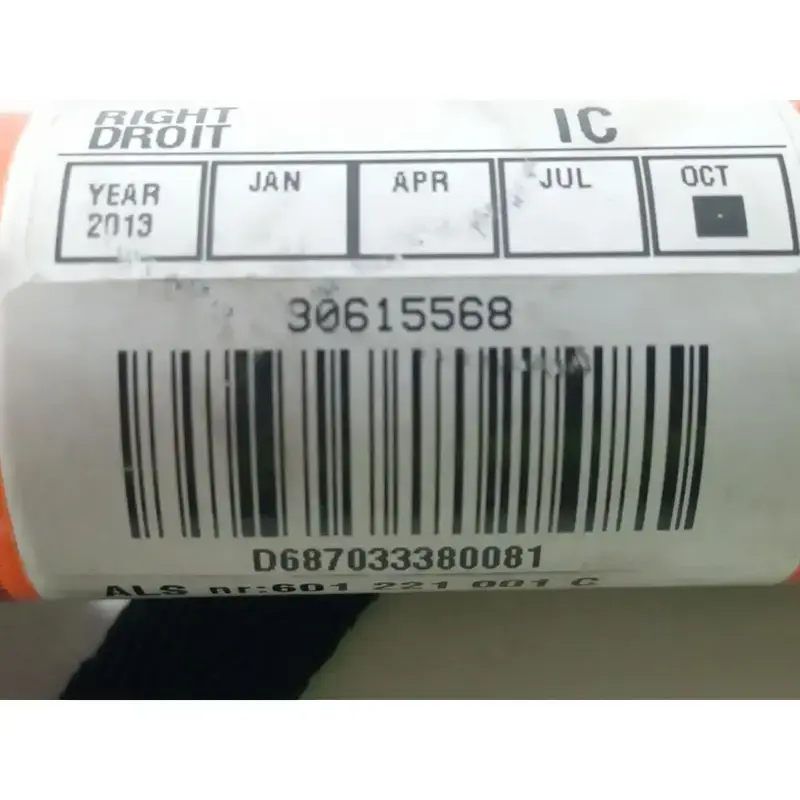 RIGHT
DROIT
IC
YEAR
2013
JAN
APR
JUL
OCT
30615568
D687033380081
ALS nr:601 221 001 C